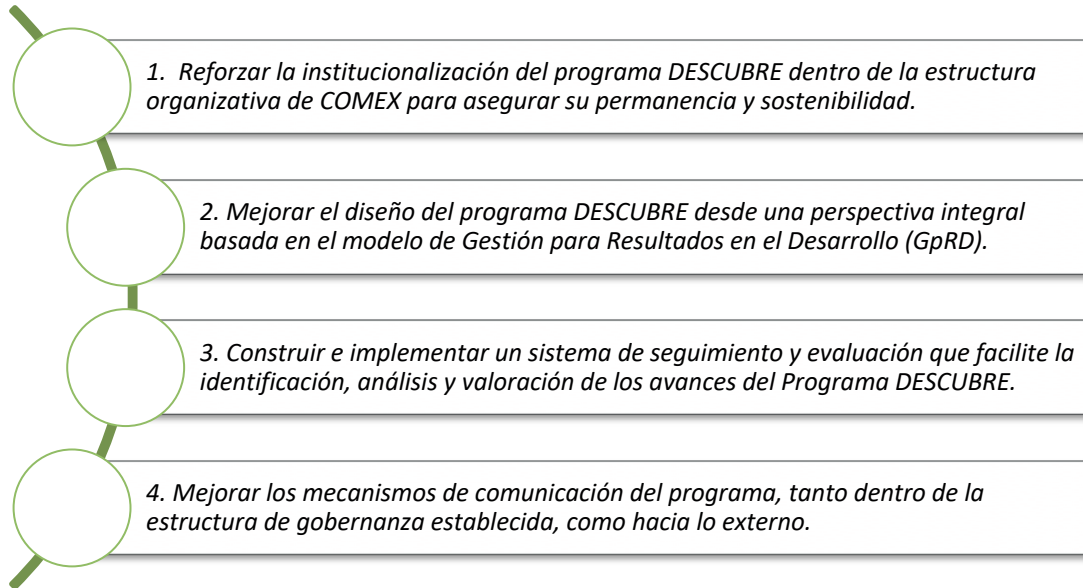 1. Reforzar la institucionalización del programa DESCUBRE dentro de la estructura
organizativa de COMEX para asegurar su permanencia y sostenibilidad.
2. Mejorar el diseño del programa DESCUBRE desde una perspectiva integral
basada en el modelo de Gestión para Resultados en el Desarrollo (GpRD).
3. Construir e implementar un sistema de seguimiento y evaluación que facilite la
identificación, análisis y valoración de los avances del Programa DESCUBRE.
4. Mejorar los mecanismos de comunicación del programa, tanto dentro de la
estructura de gobernanza establecida, como hacia lo externo.